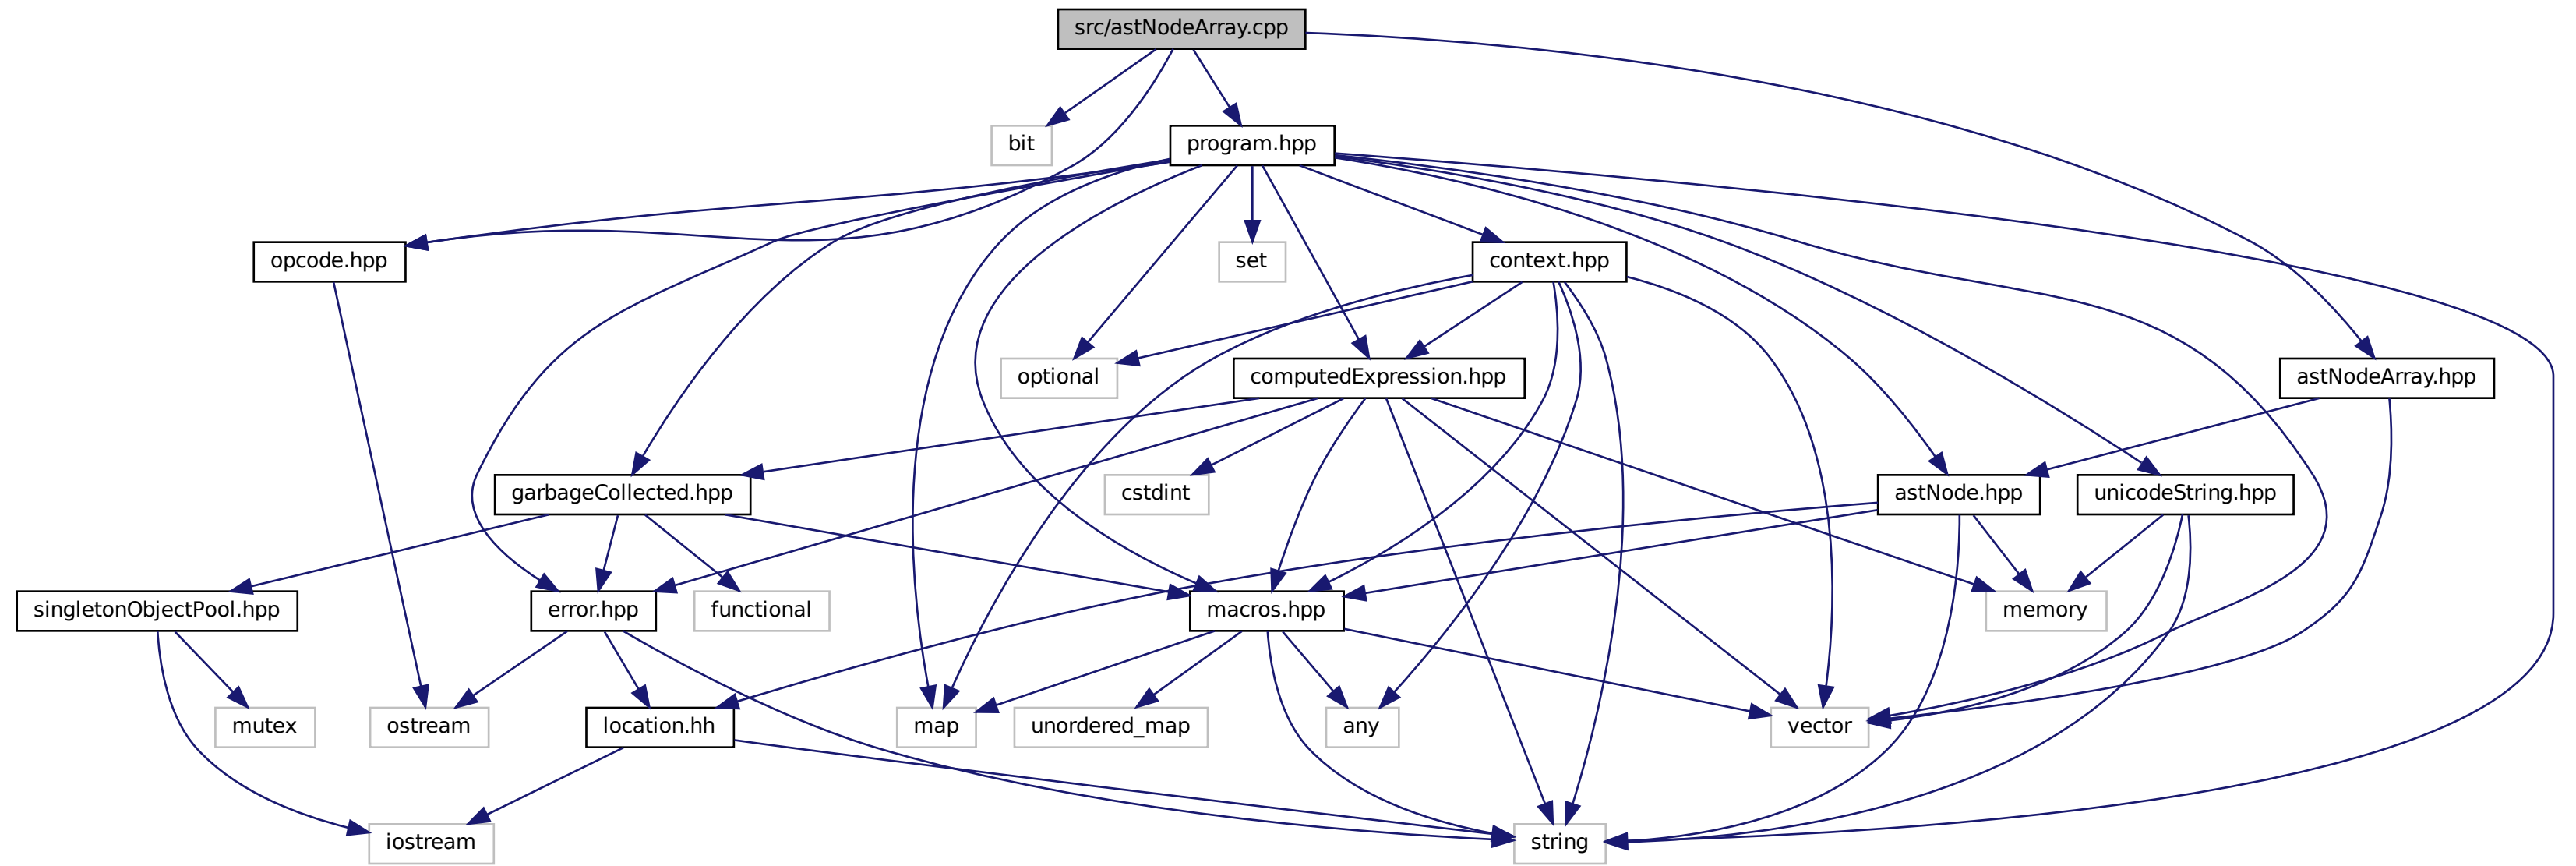 src/astNodeArray.cpp
bit
program.hpp
opcode.hpp
set
context.hpp
optional
computedExpression.hpp
astNodeArray.hpp
garbageCollected.hpp
cstdint
astNode.hpp
unicodeString.hpp
singletonObjectPool.hpp
error.hpp
functional
macros.hpp
memory
mutex
ostream
location.hh
map
unordered_map
any
vector
iostream
string